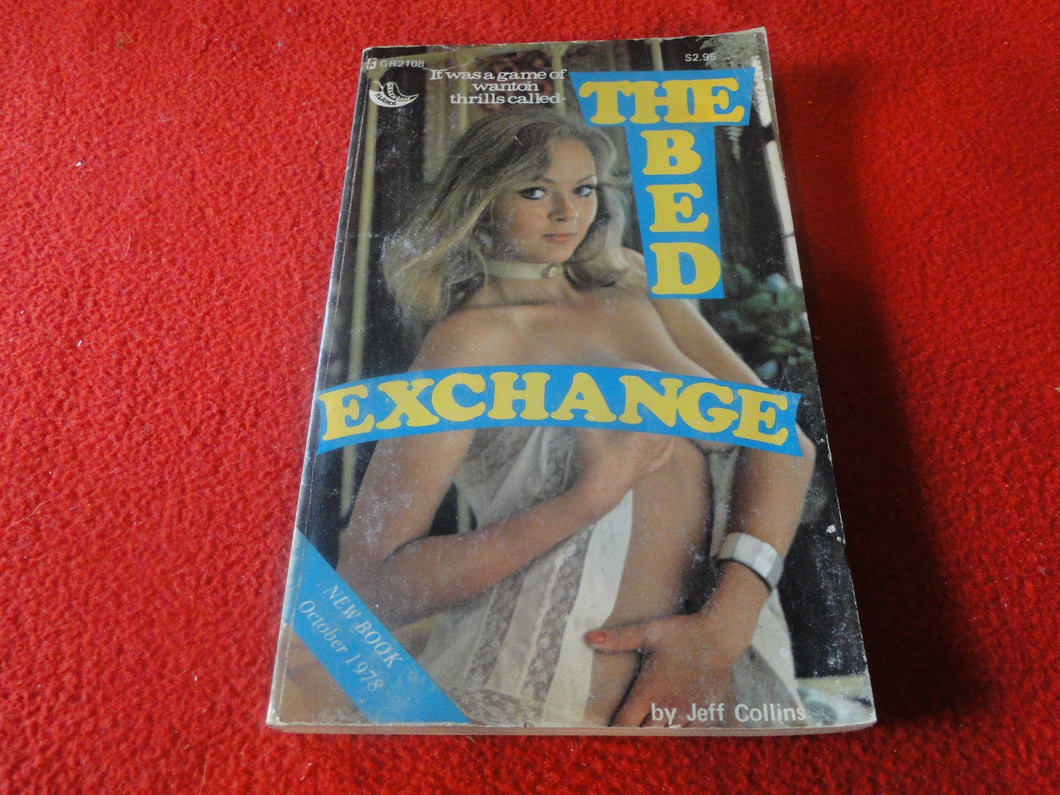 GR210B
$2.95
It was a game of
wanton
thrills called-
THE
BED
EXCHANGE
NEW BOOK
October 1978
by Jeff Collins